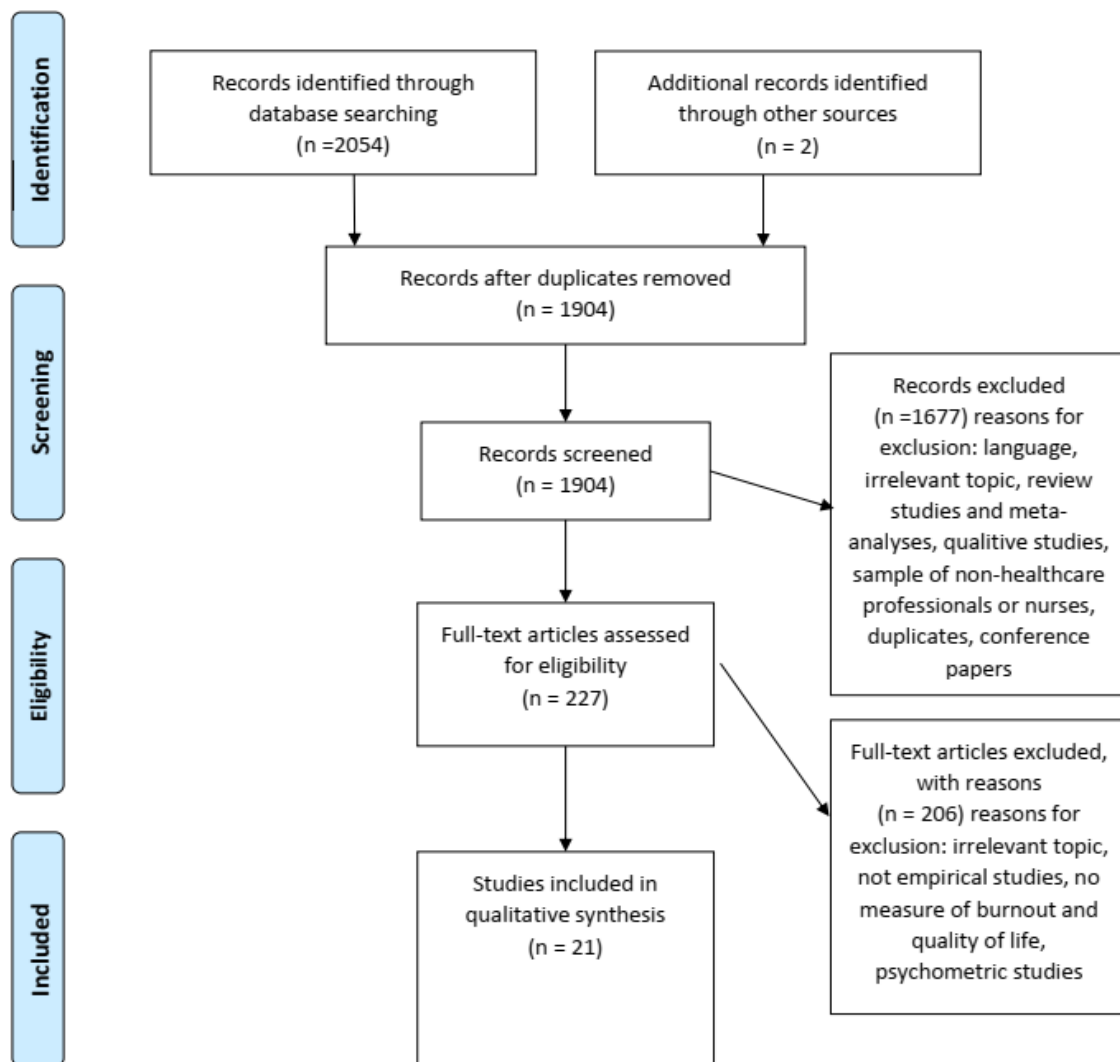 Identification
Records identified through
database searching
(n =2054)
Additional records identified
through other sources
(n = 2)
Records after duplicates removed
(n = 1904)
Screening
Records screened
(n = 1904)
Records excluded
(n =1677) reasons for
exclusion: language,
irrelevant topic, review
studies and meta-
analyses, qualitive studies,
sample of non-healthcare
professionals or nurses,
duplicates, conference
papers
Eligibility
Full-text articles assessed
for eligibility
(n = 227)
Full-text articles excluded,
with reasons
(n = 206) reasons for
exclusion: irrelevant topic,
not empirical studies, no
measure of burnout and
quality of life,
psychometric studies
Included
Studies included in
qualitative synthesis
(n = 21)